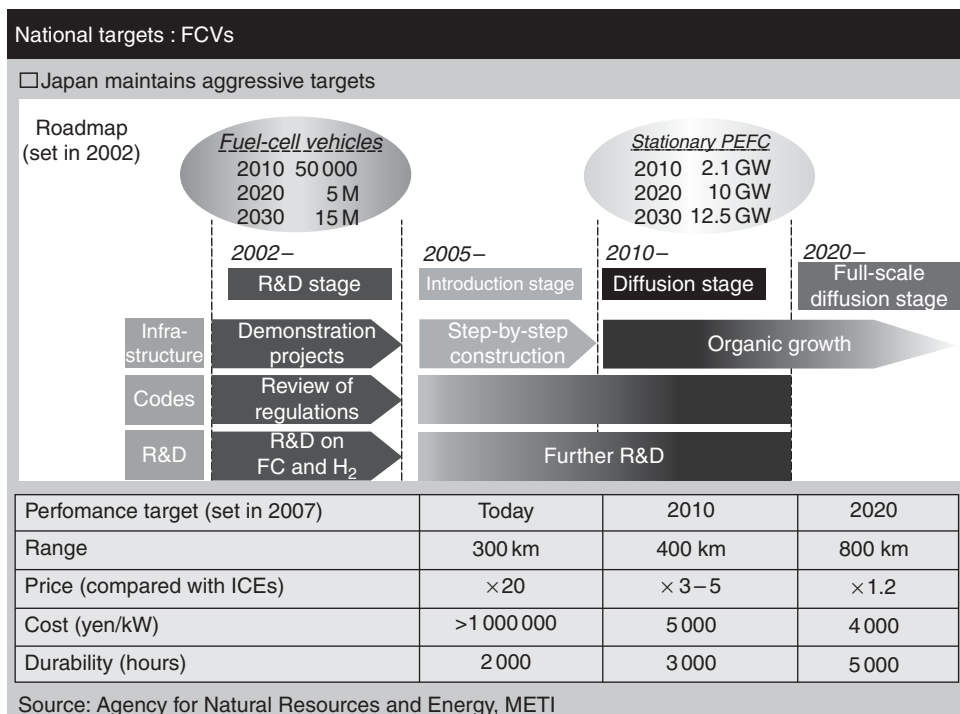 National targets : FCVs
□Japan maintains aggressive targets
Roadmap
(set in 2002)
Fuel-cell vehicles
2010 50 000
2020 5 M
2030 15 M
Stationary PEFC
2010 2.1 GW
2020 10 GW
2030 12.5 GW
2002–
2005–
2010–
2020–
R&D stage
Introduction stage
Diffusion stage
Full-scale
diffusion stage
Infra-
structure
Demonstration
projects
Step-by-step
construction
Organic growth
Codes
Review of
regulations
R&D
R&D on
FC and H₂
Further R&D
Perfomance target (set in 2007) Today 2010 2020
Range 300 km 400 km 800 km
Price (compared with ICEs) ×20 × 3–5 ×1.2
Cost (yen/kW) >1 000 000 5 000 4 000
Durability (hours) 2 000 3 000 5 000
Source: Agency for Natural Resources and Energy, METI